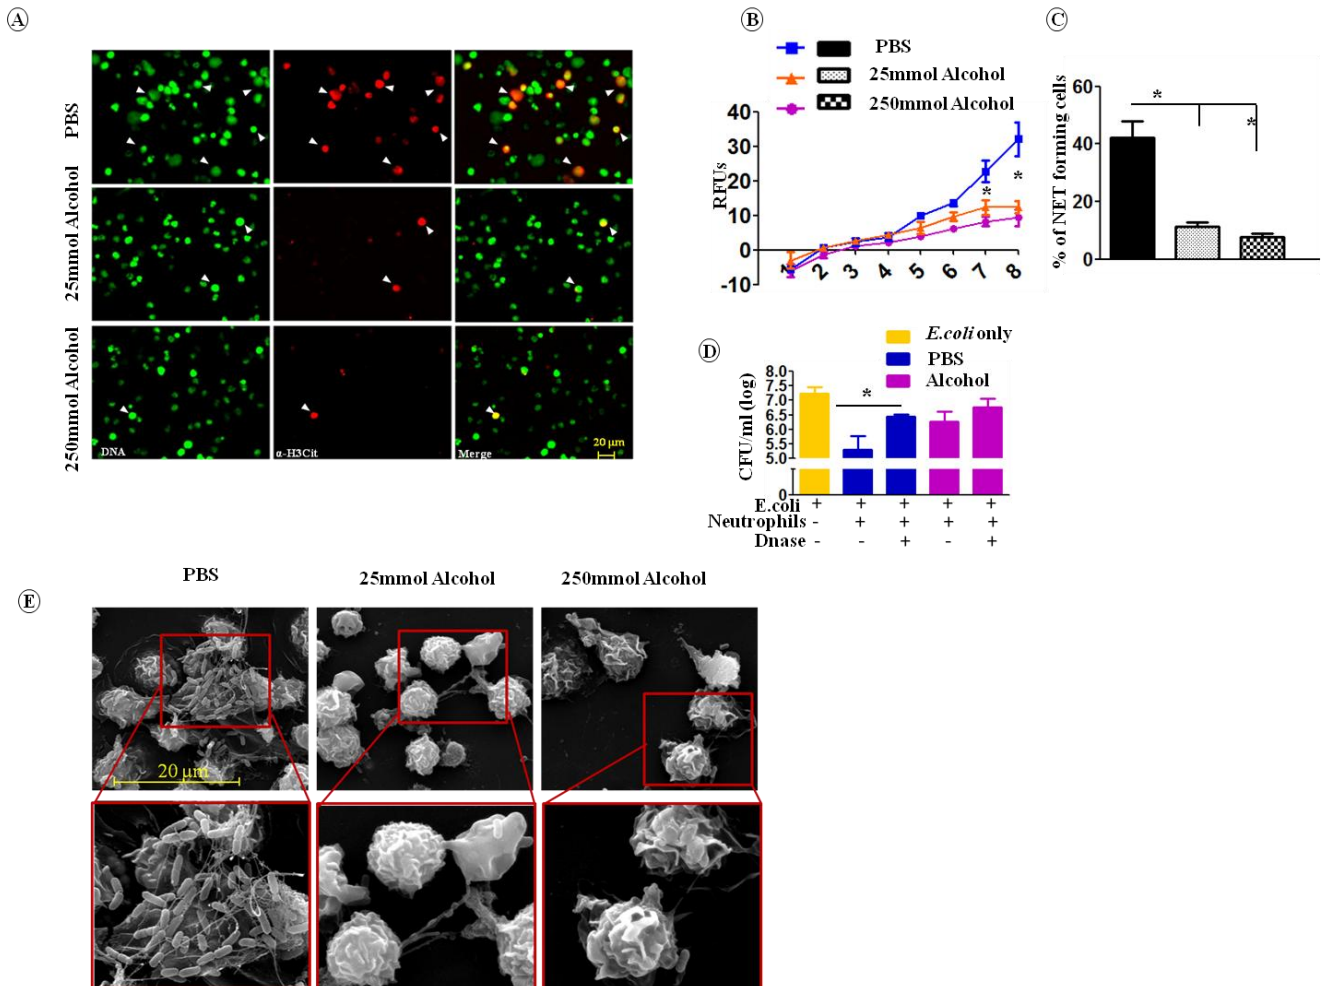 A
PBS
25mmol Alcohol
250mmol Alcohol
DNA
α-H3Cit
Merge
20 μm
B
PBS
25mmol Alcohol
250mmol Alcohol
RFUs
40
30
20
10
0
-10
1 2 3 4 5 6 7 8
*
*
C
% of NET forming cells
60
40
20
0
*
*
D
E.coli only
PBS
Alcohol
CFU/ml (log)
8.0
7.5
7.0
6.5
6.0
5.5
5.0
0
*
E.coli + + + + +
Neutrophils - + + + +
Dnase - - + - +
E
PBS
25mmol Alcohol
250mmol Alcohol
20 μm